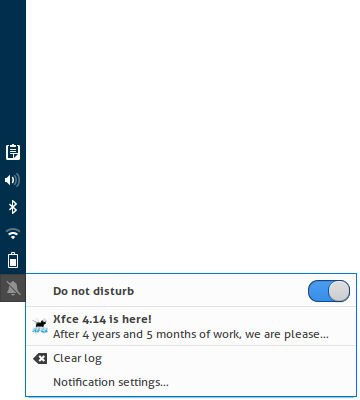 Do not disturb
Xfce 4.14 is here!
After 4 years and 5 months of work, we are please...
Clear log
Notification settings...